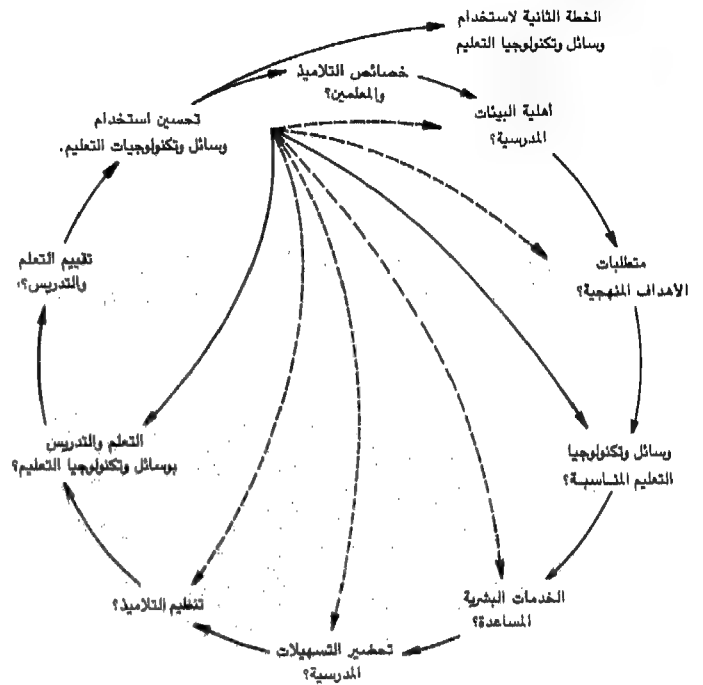 الخطة الثانية لاستخدام
وسائل وتكنولوجيا التعليم
خصائص التلاميذ
والمعلمين؟
أهلية البيئات
المدرسية؟
متطلبات
الأهداف المنهجية؟
وسائل وتكنولوجيا
التعليم المناسبة؟
الخدمات البشرية
المساعدة؟
تحضير التسهيلات
المدرسية؟
تنظيم التلاميذ؟
التعلم والتدريس
بوسائل وتكنولوجيا التعليم؟
تقييم التعلم
والتدريس؟
تحسين استخدام
وسائل وتكنولوجيات التعليم.